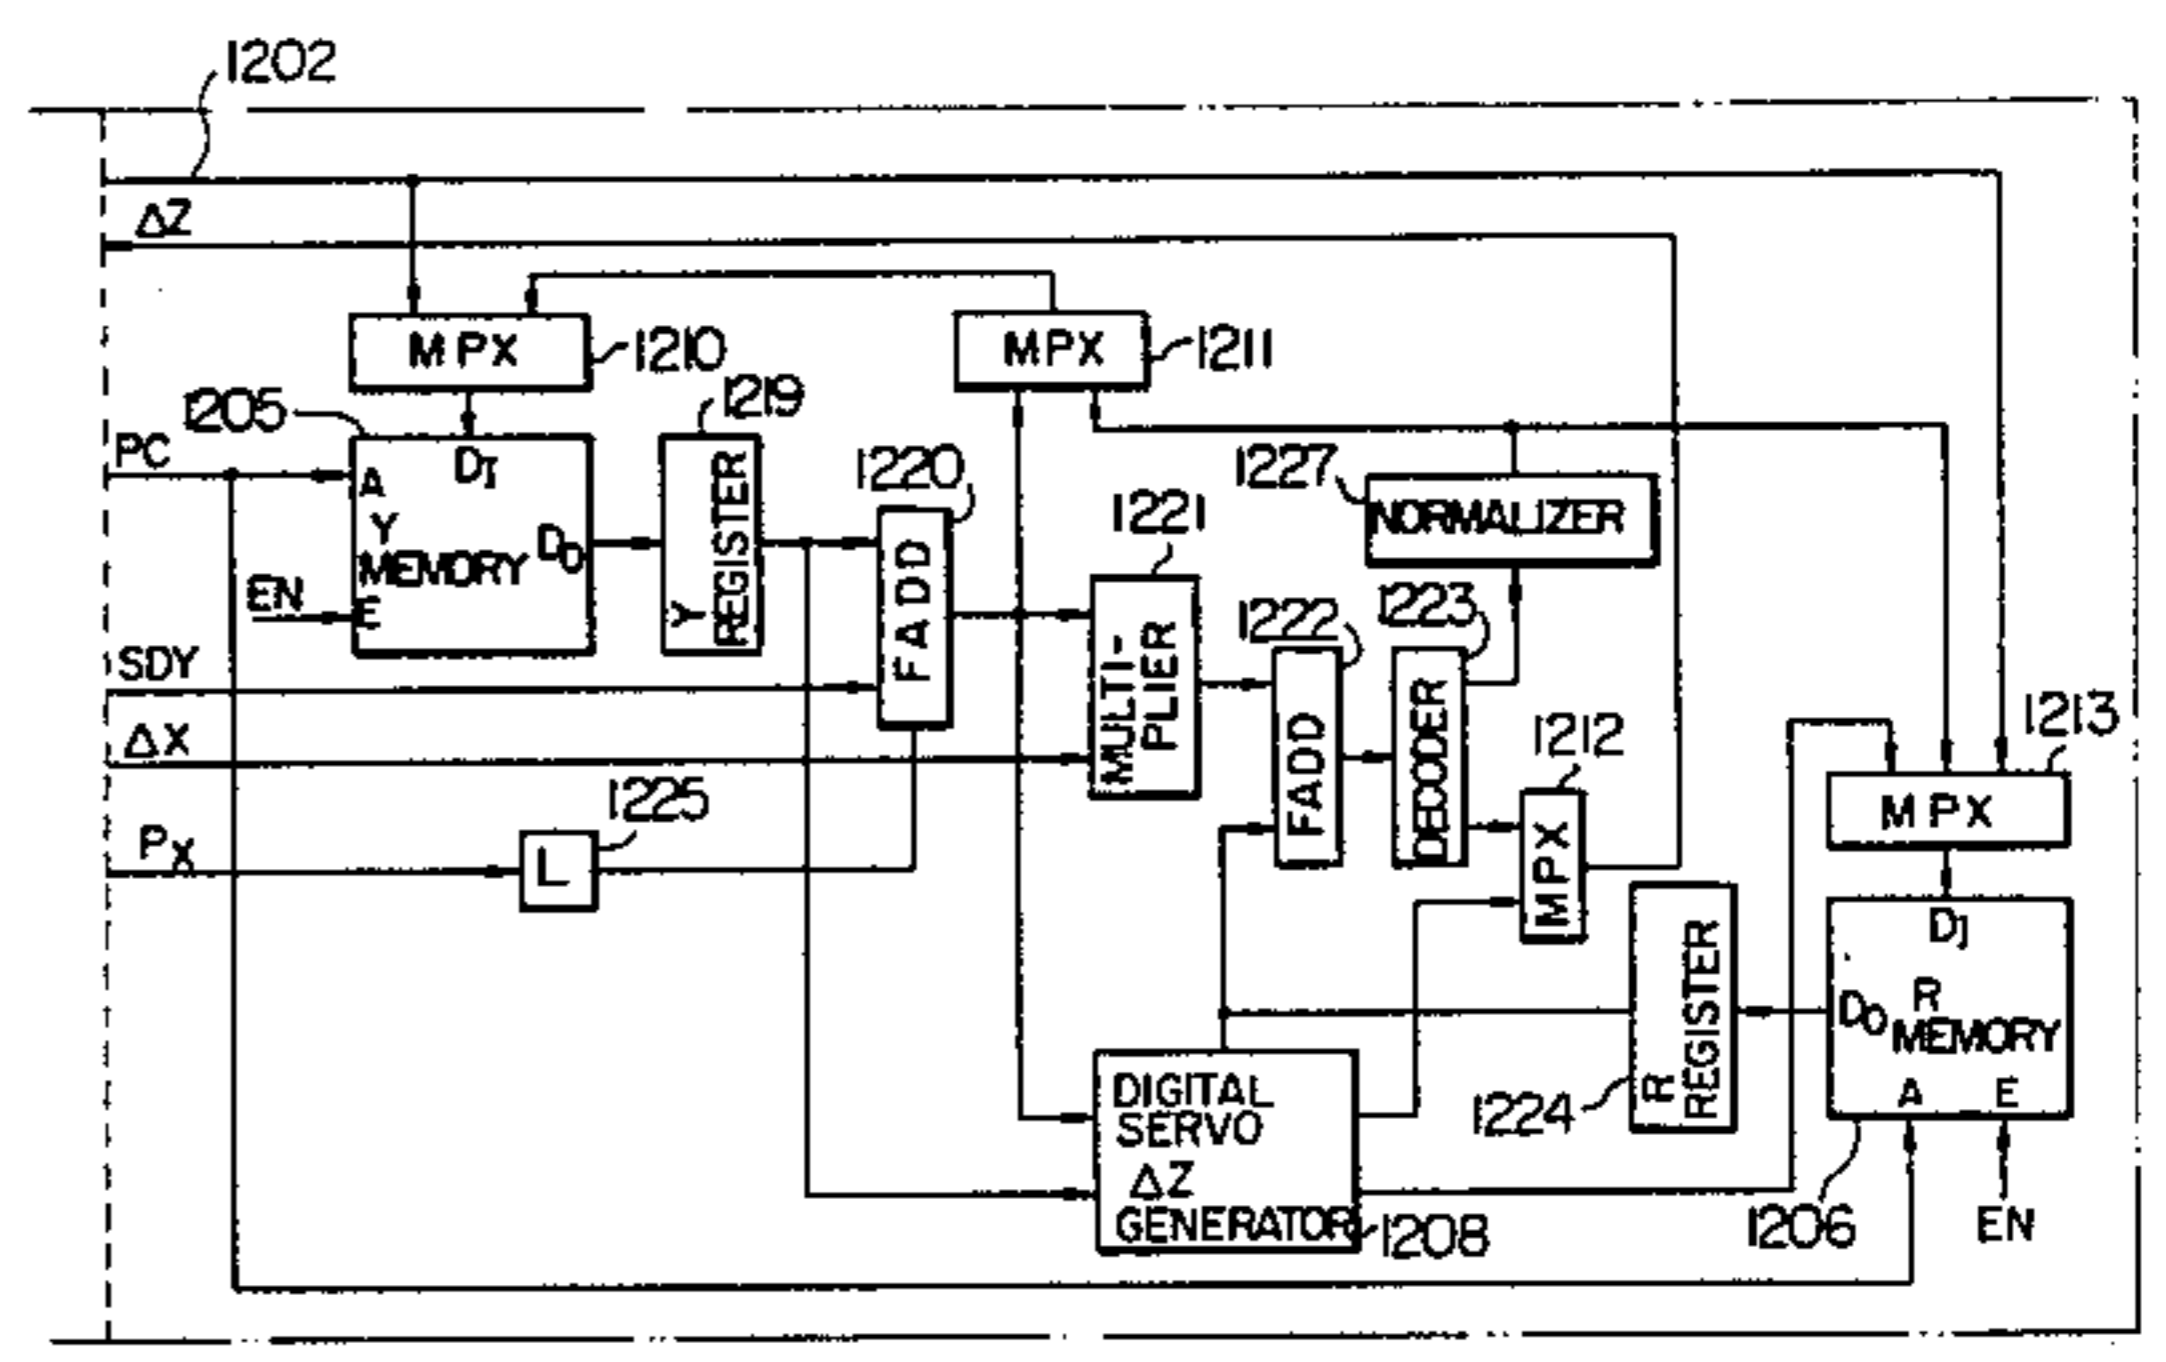 1202
ΔZ
MPX
1210
MPX
1211
1205
1219
PC
A
DI
Y
MEMORY
DO
EN
E
Y
REGISTER
1220
FADD
1221
MULTI-
PLIER
1227
NORMALIZER
1222
FADD
1223
DECODER
SDY
ΔX
PX
1225
L
1212
MPX
1213
MPX
DI
DO
R
MEMORY
A
E
R
REGISTER
1224
DIGITAL
SERVO
ΔZ
GENERATOR
1208
1206
EN